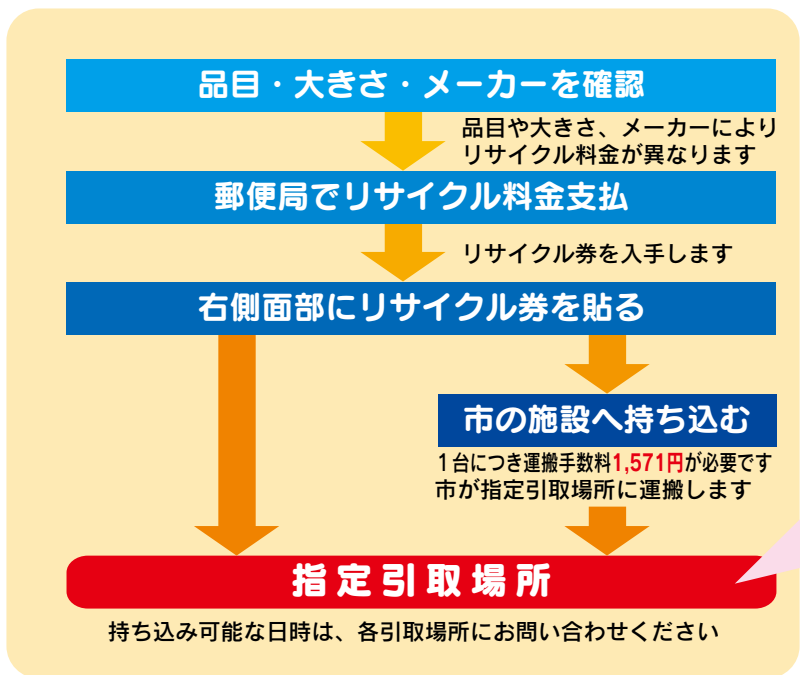 品目・大きさ・メーカーを確認
品目や大きさ、メーカーにより
リサイクル料金が異なります
郵便局でリサイクル料金支払
リサイクル券を入手します
右側面部にリサイクル券を貼る
市の施設へ持ち込む
1台につき運搬手数料1,571円が必要です
市が指定引取場所に運搬します
指定引取場所
持ち込み可能な日時は、各引取場所にお問い合わせください